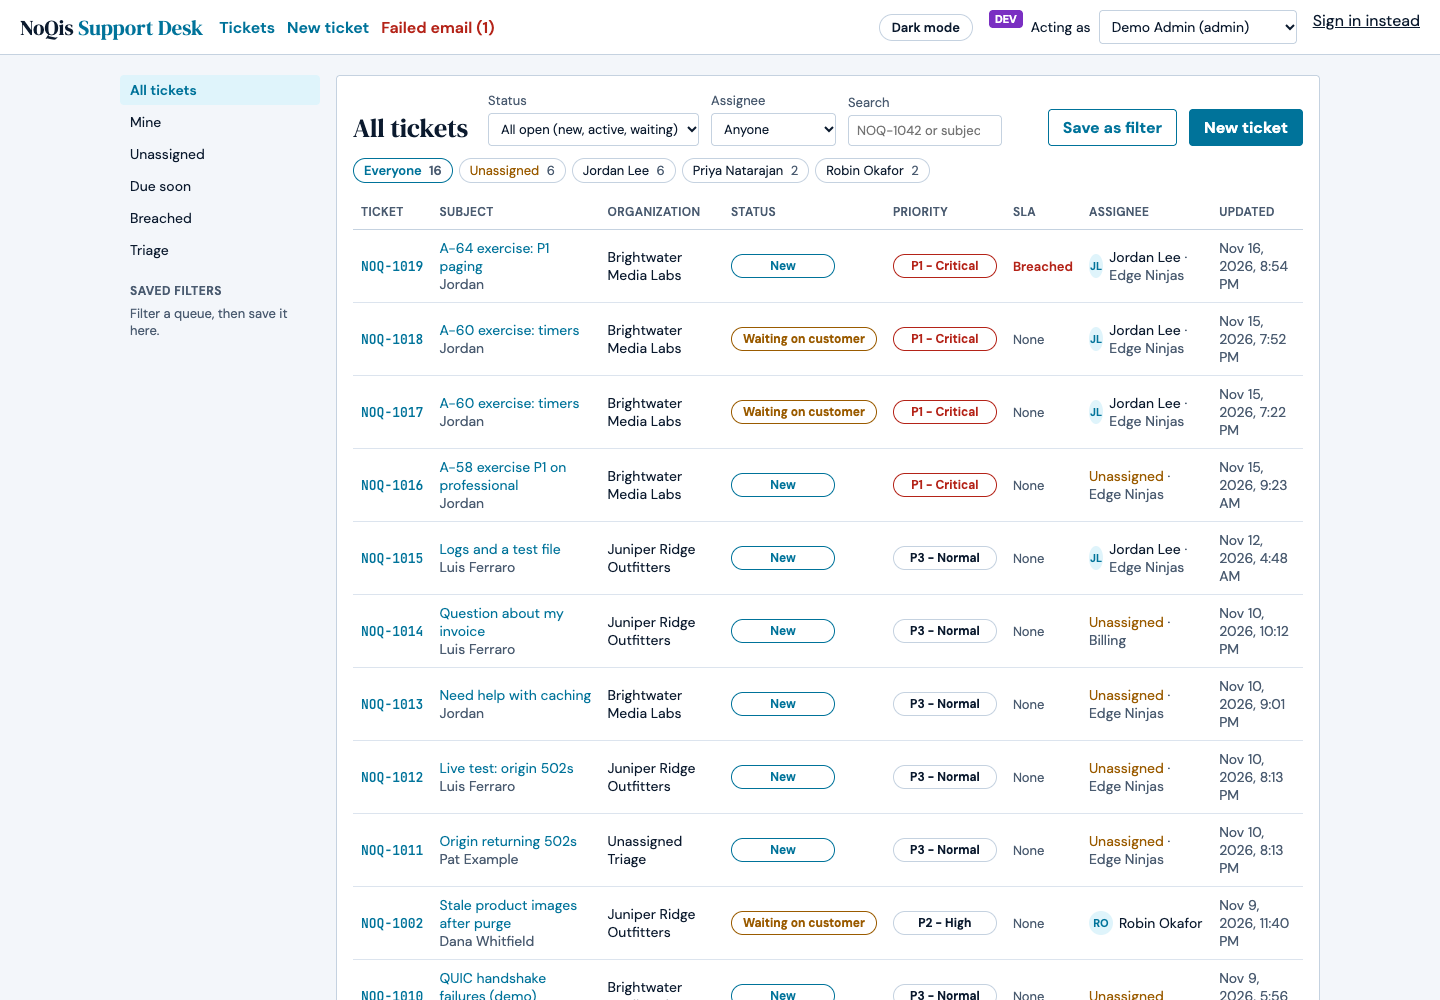 NoQis Support Desk Tickets New ticket Failed email (1) Dark mode DEV Acting as Demo Admin (admin) Sign in instead
All tickets
Mine
Unassigned
Due soon
Breached
Triage
SAVED FILTERS
Filter a queue, then save it
here.
All tickets
Status
All open (new, active, waiting)
Assignee
Anyone
Search
NOQ-1042 or subjec
Save as filter
New ticket
Everyone 16 Unassigned 6 Jordan Lee 6 Priya Natarajan 2 Robin Okafor 2
TICKET SUBJECT ORGANIZATION STATUS PRIORITY SLA ASSIGNEE UPDATED
NOQ-1019
A-64 exercise: P1
paging
Jordan
Brightwater
Media Labs
New
P1 - Critical
Breached
JL
Jordan Lee ·
Edge Ninjas
Nov 16,
2026, 8:54
PM
NOQ-1018
A-60 exercise: timers
Jordan
Brightwater
Media Labs
Waiting on customer
P1 - Critical
None
JL
Jordan Lee ·
Edge Ninjas
Nov 15,
2026, 7:52
PM
NOQ-1017
A-60 exercise: timers
Jordan
Brightwater
Media Labs
Waiting on customer
P1 - Critical
None
JL
Jordan Lee ·
Edge Ninjas
Nov 15,
2026, 7:22
PM
NOQ-1016
A-58 exercise P1 on
professional
Jordan
Brightwater
Media Labs
New
P1 - Critical
None
Unassigned ·
Edge Ninjas
Nov 15,
2026, 9:23
AM
NOQ-1015
Logs and a test file
Luis Ferraro
Juniper Ridge
Outfitters
New
P3 - Normal
None
JL
Jordan Lee ·
Edge Ninjas
Nov 12,
2026, 4:48
AM
NOQ-1014
Question about my
invoice
Luis Ferraro
Juniper Ridge
Outfitters
New
P3 - Normal
None
Unassigned ·
Billing
Nov 10,
2026, 10:12
PM
NOQ-1013
Need help with caching
Jordan
Brightwater
Media Labs
New
P3 - Normal
None
Unassigned ·
Edge Ninjas
Nov 10,
2026, 9:01
PM
NOQ-1012
Live test: origin 502s
Luis Ferraro
Juniper Ridge
Outfitters
New
P3 - Normal
None
Unassigned ·
Edge Ninjas
Nov 10,
2026, 8:13
PM
NOQ-1011
Origin returning 502s
Pat Example
Unassigned
Triage
New
P3 - Normal
None
Unassigned ·
Edge Ninjas
Nov 10,
2026, 8:13
PM
NOQ-1002
Stale product images
after purge
Dana Whitfield
Juniper Ridge
Outfitters
Waiting on customer
P2 - High
None
RO
Robin Okafor
Nov 9,
2026, 11:40
PM
NOQ-1010
QUIC handshake
failures (demo)
Brightwater
New
P3 - Normal
None
Unassigned
Nov 9,
2026, 5:56